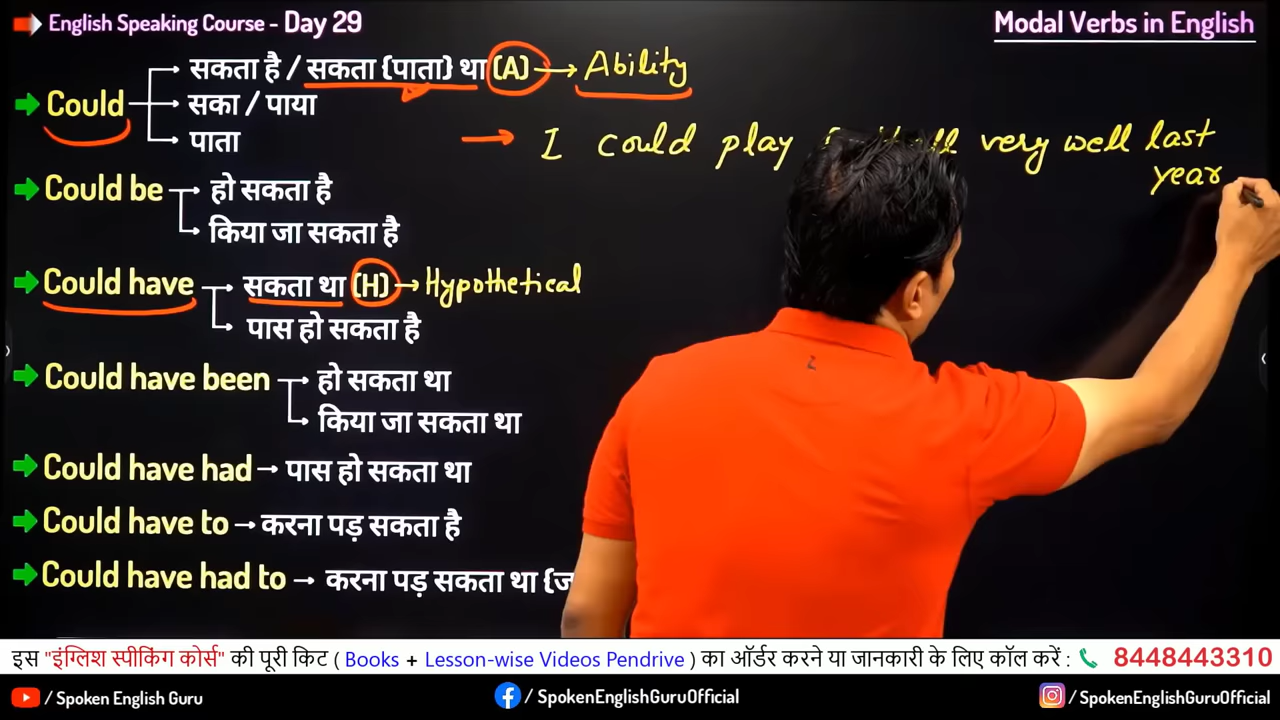 English Speaking Course - Day 29
Modal Verbs in English
Could
सकता है / सकता {पाता} था (A) → Ability
सका / पाया
पाता
→ I could play very well last
year
Could be
हो सकता है
किया जा सकता है
Could have
सकता था (H) → Hypothetical
पास हो सकता है
Could have been
हो सकता था
किया जा सकता था
Could have had → पास हो सकता था
Could have to → करना पड़ सकता है
Could have had to → करना पड़ सकता था {
इस "इंग्लिश स्पीकिंग कोर्स" की पूरी किट ( Books + Lesson-wise Videos Pendrive ) का ऑर्डर करने या जानकारी के लिए कॉल करें : 8448443310
/ Spoken English Guru
/ SpokenEnglishGuruOfficial
/ SpokenEnglishGuruOfficial